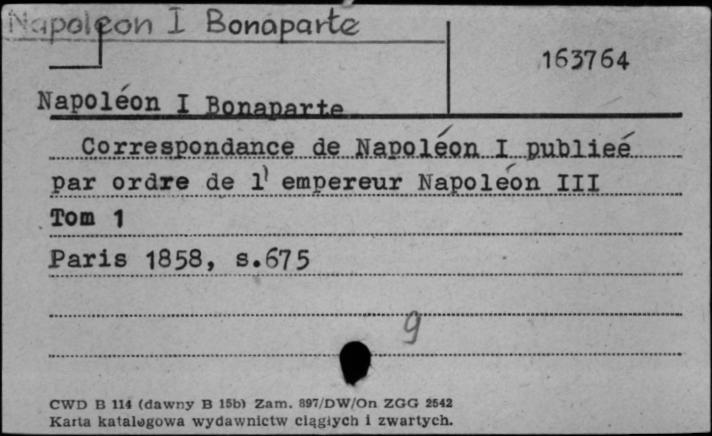 Napoleon I Bonaparte
163764
Napoléon I Bonaparte
Correspondance de Napoléon I publieé
par ordre de l' empereur Napoléon III
Tom 1
Paris 1858, s.675
9
CWD B 114 (dawny B 15b) Zam. 897/DW/On ZGG 2542
Karta katalogowa wydawnictw ciągłych i zwartych.